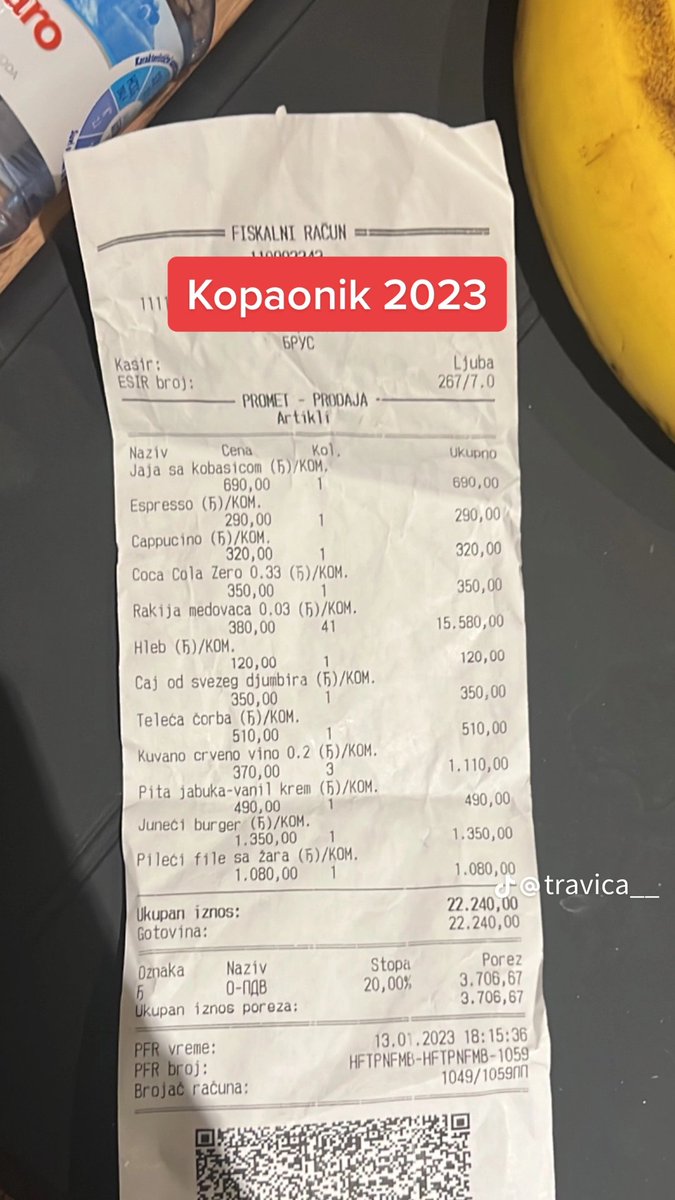 aro
FISKALNI RAČUN
Kopaonik 2023
БРУС
Kasir: Ljuba
ESIR broj: 267/7.0
PROMET - PRODAJA
Artikli
Naziv Cena Kol. Ukupno
Jaja sa kobasicom (Ђ)/KOM.
690,00 1 690,00
Espresso (Ђ)/KOM.
290,00 1 290,00
Cappucino (Ђ)/KOM.
320,00 1 320,00
Coca Cola Zero 0.33 (Ђ)/KOM.
350,00 1 350,00
Rakija medovaca 0.03 (Ђ)/KOM.
380,00 41 15.580,00
Hleb (Ђ)/KOM.
120,00 1 120,00
Caj od svezeg djumbira (Ђ)/KOM.
350,00 1 350,00
Teleća čorba (Ђ)/KOM.
510,00 1 510,00
Kuvano crveno vino 0.2 (Ђ)/KOM.
370,00 3 1.110,00
Pita jabuka-vanil krem (Ђ)/KOM.
490,00 1 490,00
Juneći burger (Ђ)/KOM.
1.350,00 1 1.350,00
Pileći file sa žara (Ђ)/KOM.
1.080,00 1 1.080,00
@travica__
Ukupan iznos: 22.240,00
Gotovina: 22.240,00
Oznaka Naziv Stopa Porez
Ђ О-ПДВ 20,00% 3.706,67
Ukupan iznos poreza: 3.706,67
PFR vreme: 13.01.2023 18:15:36
PFR broj: HFTPNFMB-HFTPNFMB-1059
Brojač računa: 1049/1059ПП